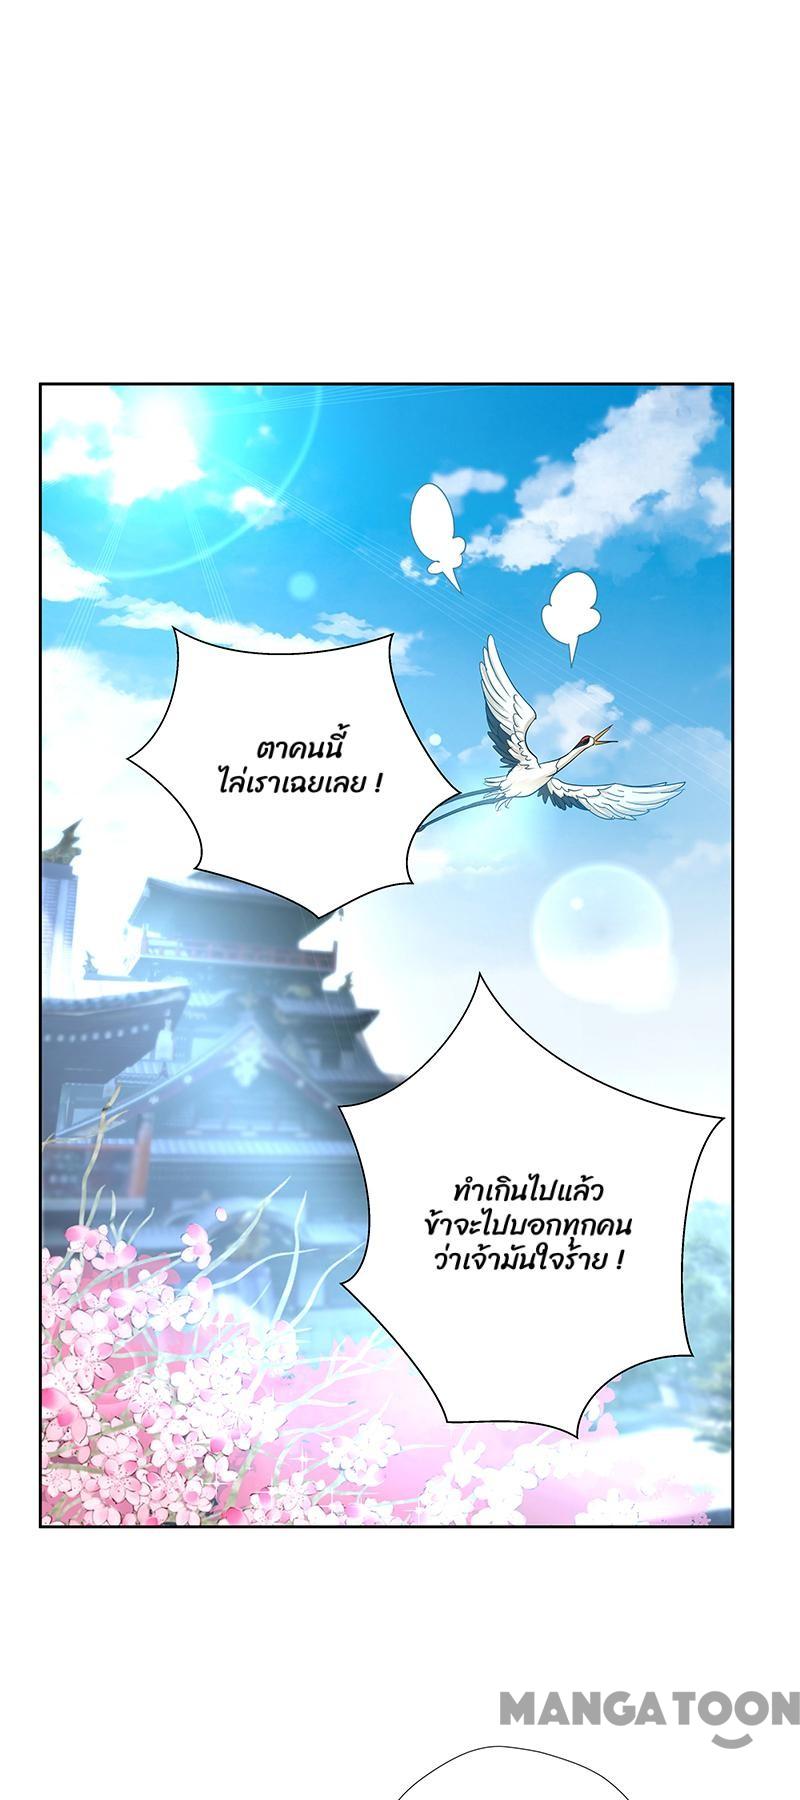 ตาคนนี้
ไล่เราเฉยเลย !
ทำเกินไปแล้ว
ข้าจะไปบอกทุกคน
ว่าเจ้ามันใจร้าย !
MANGATOON